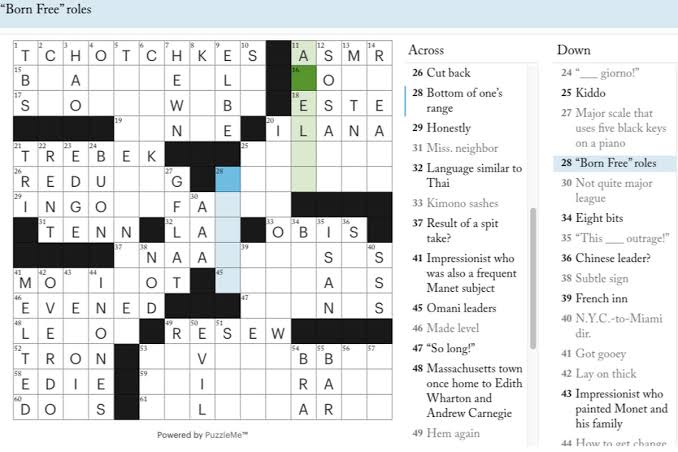 "Born Free" roles
1 T 2 C 3 H 4 O 5 T 6 C 7 H 8 K 9 E 10 S 11 A 12 S 13 M 14 R
15 B A E L 16 O
17 S O W B 18 E S T E
19 N E 20 I L A N A
21 T 22 R 23 E 24 B E K 25
26 R E D U 27 G 28
29 I N G O F 30 A
31 T E N N 32 L A 33 O 34 B 35 I 36 S
37 38 N A A 39 S 40 S
41 M 42 O 43 44 I O T 45 A S
46 E V E N E D 47 N S
48 L E O 49 R 50 E 51 S E W
52 T R O N 53 V 54 B 55 B 56 57
58 E D I E 59 I R A
60 D O S 61 L A R
Powered by PuzzleMe™
Across
26 Cut back
28 Bottom of one's
range
29 Honestly
31 Miss. neighbor
32 Language similar to
Thai
33 Kimono sashes
37 Result of a spit
take?
41 Impressionist who
was also a frequent
Manet subject
45 Omani leaders
46 Made level
47 "So long!"
48 Massachusetts town
once home to Edith
Wharton and
Andrew Carnegie
49 Hem again
Down
24 "___ giorno!"
25 Kiddo
27 Major scale that
uses five black keys
on a piano
28 "Born Free" roles
30 Not quite major
league
34 Eight bits
35 "This ___ outrage!"
36 Chinese leader?
38 Subtle sign
39 French inn
40 N.Y.C.-to-Miami
dir.
41 Got gooey
42 Lay on thick
43 Impressionist who
painted Monet and
his family
44 How to get change